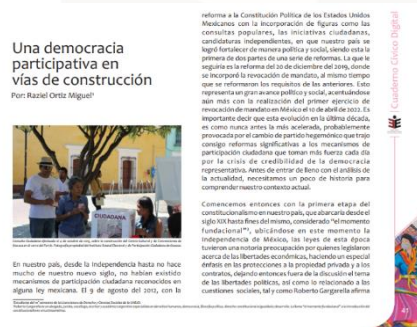 Una democracia
participativa en
vías de construcción
Por: Raziel Ortiz Miguel¹
CIUDADANA
En nuestro país, desde la Independencia hasta no hace
mucho de nuestro nuevo siglo, no habían existido
mecanismos de participación ciudadana reconocidos en
alguna ley mexicana. El 9 de agosto del 2012, con la
reforma a la Constitución Política de los Estados Unidos
Mexicanos con la incorporación de figuras como las
consultas populares, las iniciativas ciudadanas,
candidaturas independientes, en que nuestro país se
logró fortalecer de manera política y social, siendo esta la
primera de dos partes de una serie de reformas. La que le
seguiría es la reforma del 20 de diciembre del 2019, donde
se incorporó la revocación de mandato, al mismo tiempo
que se reformaron los requisitos de las anteriores. Esto
representa un gran avance político y social, acentuándose
aún más con la realización del primer ejercicio de
revocación de mandato en México el 10 de abril de 2022. Es
importante decir que esta evolución en la última década,
es como nunca antes la más acelerada, probablemente
provocada por el cambio de partido hegemónico que trajo
consigo reformas significativas a los mecanismos de
participación ciudadana que toman más fuerza cada día
por la crisis de credibilidad de la democracia
representativa. Antes de entrar de lleno con el análisis de
la actualidad, necesitamos un poco de historia para
comprender nuestro contexto actual.
Comencemos entonces con la primera etapa del
constitucionalismo en nuestro país, que abarcaría desde el
siglo XIX hasta fines del mismo, considerado "el momento
fundacional"², ubicándose en este momento la
Independencia de México, las leyes de esta época
tuvieron una notoria preocupación por quienes legislaron
acerca de las libertades económicas, haciendo un especial
énfasis en las protecciones a la propiedad privada y a los
contratos, dejando entonces fuera de la discusión el tema
de las libertades políticas, así como lo relacionado a las
cuestiones sociales, tal y como Roberto Gargarella afirma
Cuaderno Cívico Digital
47